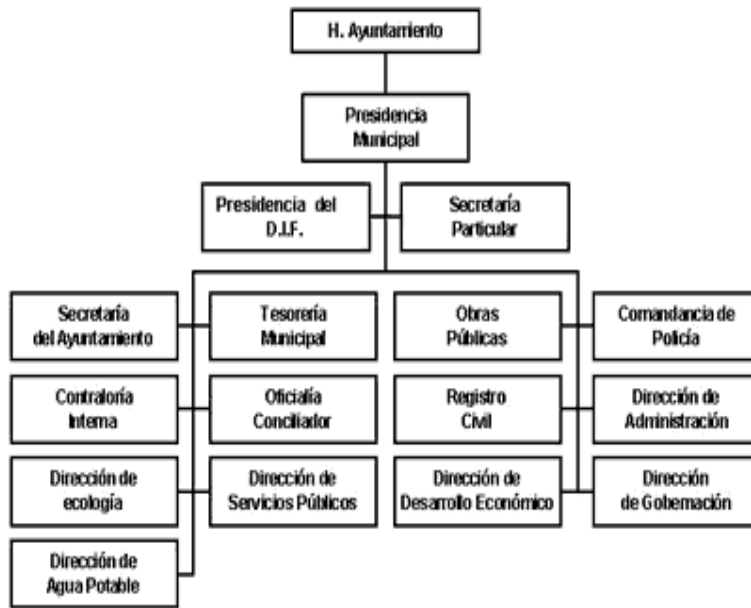 H. Ayuntamiento
Presidencia
Municipal
Presidencia del
D.I.F.
Secretaría
Particular
Secretaría
del Ayuntamiento
Tesorería
Municipal
Obras
Públicas
Comandancia de
Policía
Contraloría
Interna
Oficialía
Conciliador
Registro
Civil
Dirección de
Administración
Dirección de
ecología
Dirección de
Servicios Públicos
Dirección de
Desarrollo Económico
Dirección
de Gobernación
Dirección de
Agua Potable